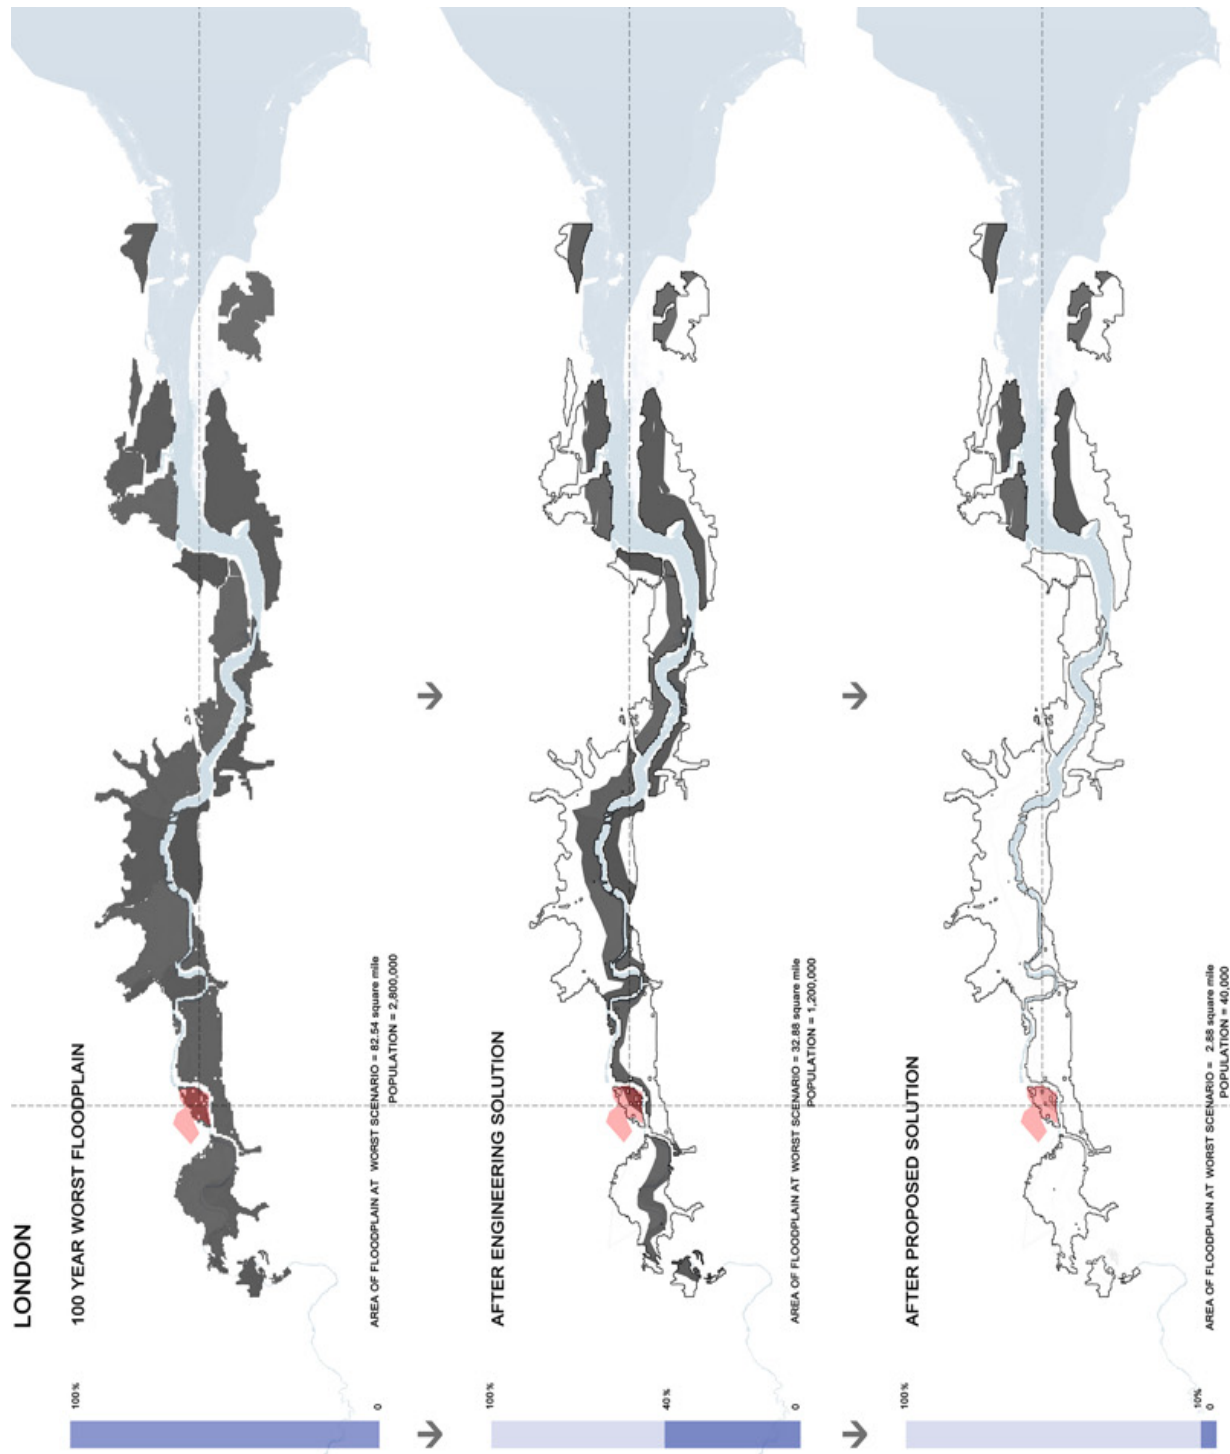 LONDON
100 YEAR WORST FLOODPLAIN
AREA OF FLOODPLAIN AT WORST SCENARIO = 82.54 square mile
POPULATION = 2,800,000
100%
0
AFTER ENGINEERING SOLUTION
AREA OF FLOODPLAIN AT WORST SCENARIO = 32.88 square mile
POPULATION = 1,200,000
100%
40%
0
AFTER PROPOSED SOLUTION
AREA OF FLOODPLAIN AT WORST SCENARIO = 2.88 square mile
POPULATION = 40,000
100%
10%
0